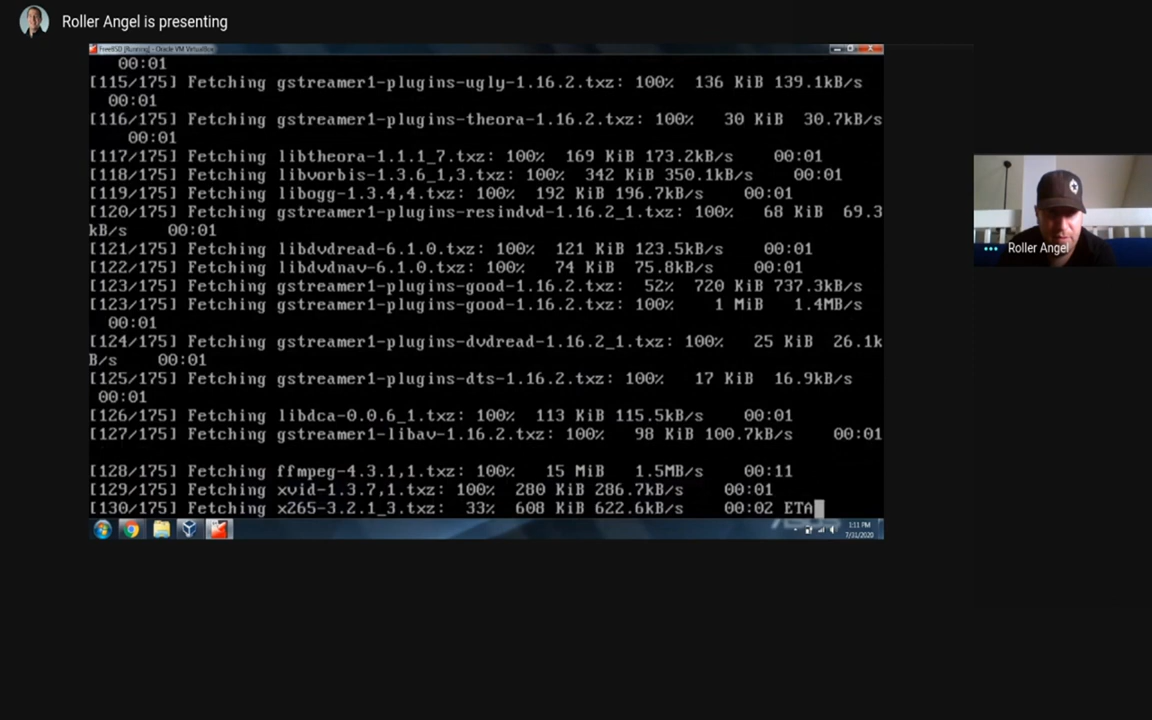 Roller Angel is presenting
FreeBSD [Running] - Oracle VM VirtualBox
00:01
[115/175] Fetching gstreamer1-plugins-ugly-1.16.2.txz: 100%  136 KiB 139.1kB/s
00:01
[116/175] Fetching gstreamer1-plugins-theora-1.16.2.txz: 100%  30 KiB  30.7kB/s
00:01
[117/175] Fetching libtheora-1.1.1_7.txz: 100%  169 KiB 173.2kB/s  00:01
[118/175] Fetching libvorbis-1.3.6_1,3.txz: 100%  342 KiB 350.1kB/s  00:01
[119/175] Fetching libogg-1.3.4,4.txz: 100%  192 KiB 196.7kB/s  00:01
[120/175] Fetching gstreamer1-plugins-resindvd-1.16.2_1.txz: 100%  68 KiB  69.3
kB/s  00:01
[121/175] Fetching libdvdread-6.1.0.txz: 100%  121 KiB 123.5kB/s  00:01
[122/175] Fetching libdvdnav-6.1.0.txz: 100%  74 KiB  75.8kB/s  00:01
[123/175] Fetching gstreamer1-plugins-good-1.16.2.txz:  52%  720 KiB 737.3kB/s
[123/175] Fetching gstreamer1-plugins-good-1.16.2.txz: 100%  1 MiB  1.4MB/s
00:01
[124/175] Fetching gstreamer1-plugins-dvdread-1.16.2_1.txz: 100%  25 KiB  26.1k
B/s  00:01
[125/175] Fetching gstreamer1-plugins-dts-1.16.2.txz: 100%  17 KiB  16.9kB/s
00:01
[126/175] Fetching libdca-0.0.6_1.txz: 100%  113 KiB 115.5kB/s  00:01
[127/175] Fetching gstreamer1-libav-1.16.2.txz: 100%  98 KiB 100.7kB/s  00:01
[128/175] Fetching ffmpeg-4.3.1,1.txz: 100%  15 MiB  1.5MB/s  00:11
[129/175] Fetching xvid-1.3.7,1.txz: 100%  280 KiB 286.7kB/s  00:01
[130/175] Fetching x265-3.2.1_3.txz:  33%  608 KiB 622.6kB/s  00:02 ETA
1:51 PM
7/31/2020
Roller Angel